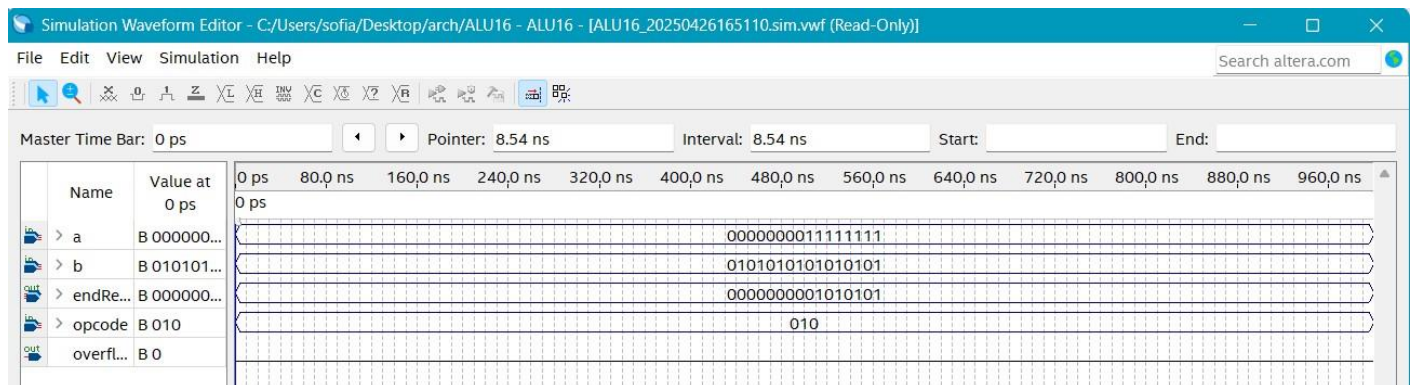 Simulation Waveform Editor - C:/Users/sofia/Desktop/arch/ALU16 - ALU16 - [ALU16_20250426165110.sim.vwf (Read-Only)]
File Edit View Simulation Help
Search altera.com
Master Time Bar: 0 ps Pointer: 8.54 ns Interval: 8.54 ns Start: End:
Name Value at 0 ps
0 ps 80.0 ns 160.0 ns 240.0 ns 320.0 ns 400.0 ns 480.0 ns 560.0 ns 640.0 ns 720.0 ns 800.0 ns 880.0 ns 960.0 ns
0 ps
a B 000000... 0000000011111111
b B 010101... 0101010101010101
endRe... B 000000... 0000000001010101
opcode B 010 010
overfl... B 0